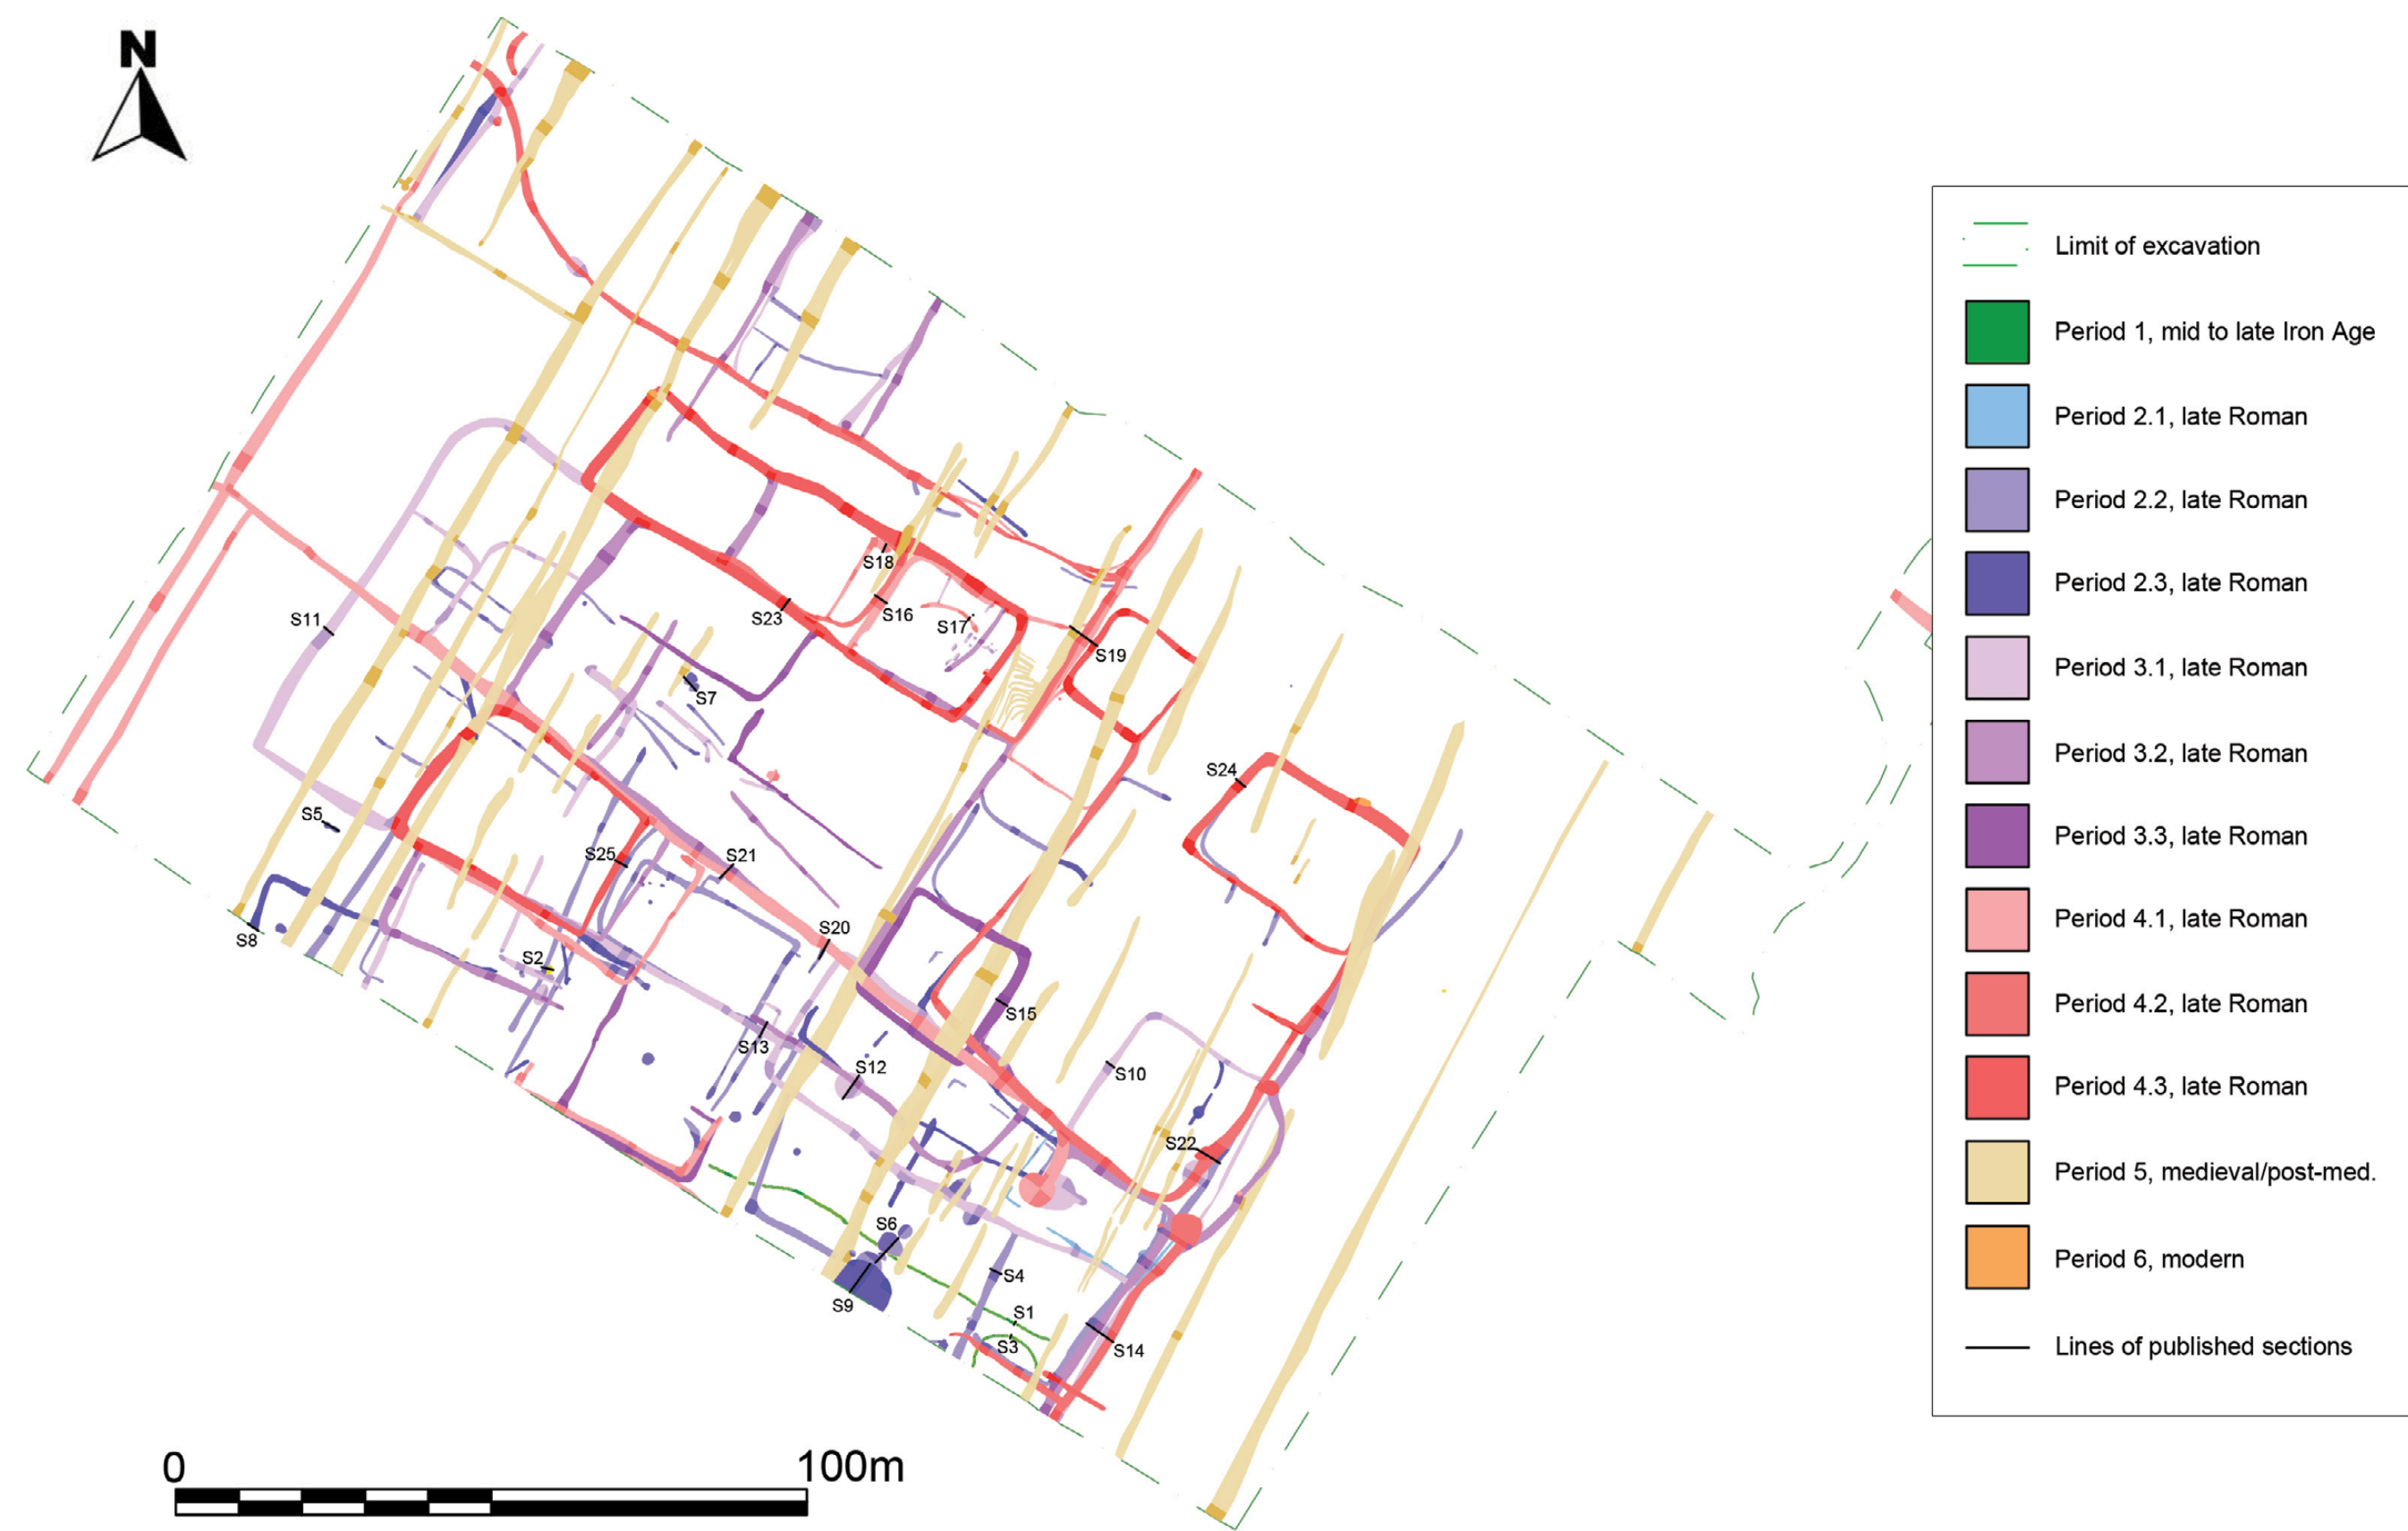 N
Limit of excavation
Period 1, mid to late Iron Age
Period 2.1, late Roman
Period 2.2, late Roman
Period 2.3, late Roman
Period 3.1, late Roman
Period 3.2, late Roman
Period 3.3, late Roman
Period 4.1, late Roman
Period 4.2, late Roman
Period 4.3, late Roman
Period 5, medieval/post-med.
Period 6, modern
Lines of published sections
S18
S23
S16
S17
S11
S19
S7
S24
S5
S25
S21
S8
S2
S20
S15
S13
S12
S10
S22
S6
S4
S9
S1
S3
S14
0
100m